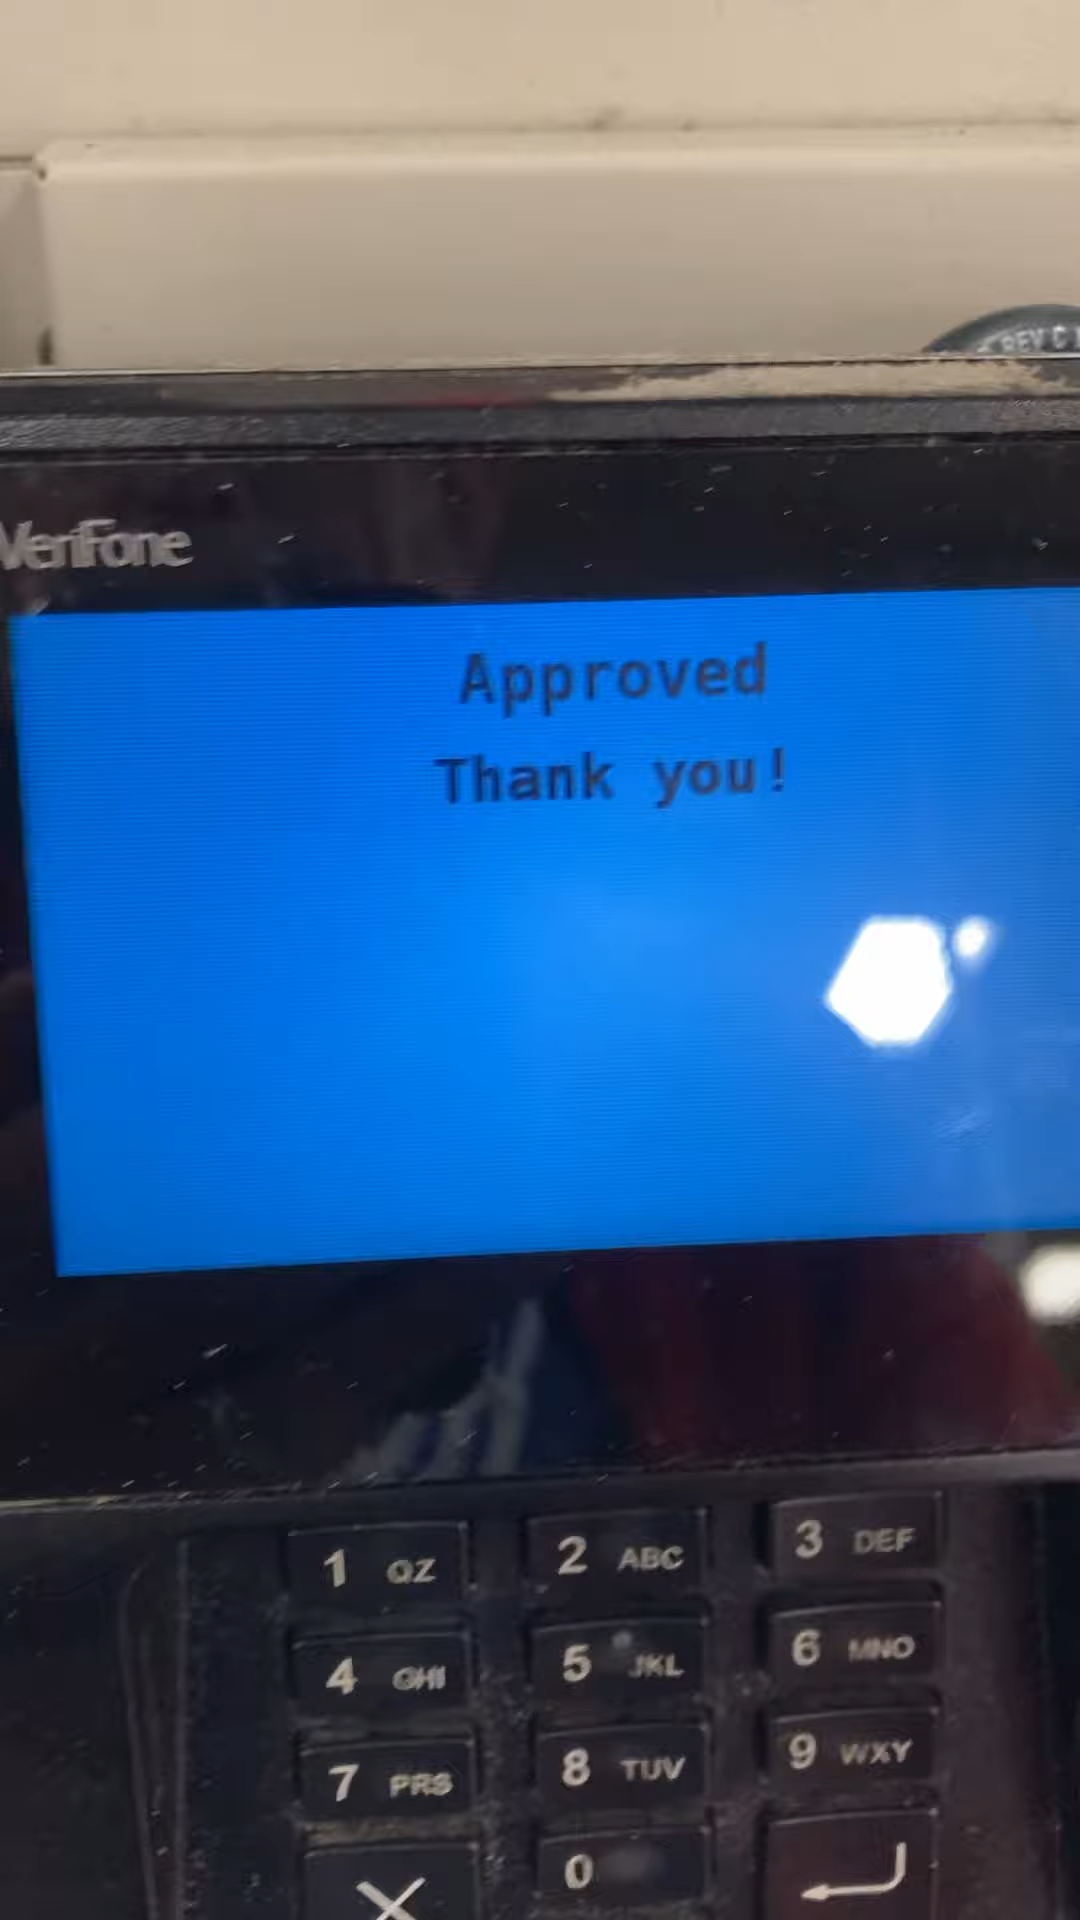 REV C
VeriFone
Approved
Thank you!
1 QZ 2 ABC 3 DEF
4 GHI 5 JKL 6 MNO
7 PRS 8 TUV 9 WXY
0